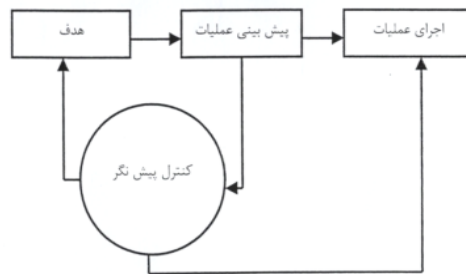 هدف
پیش بینی عملیات
اجرای عملیات
کنترل پیش نگر